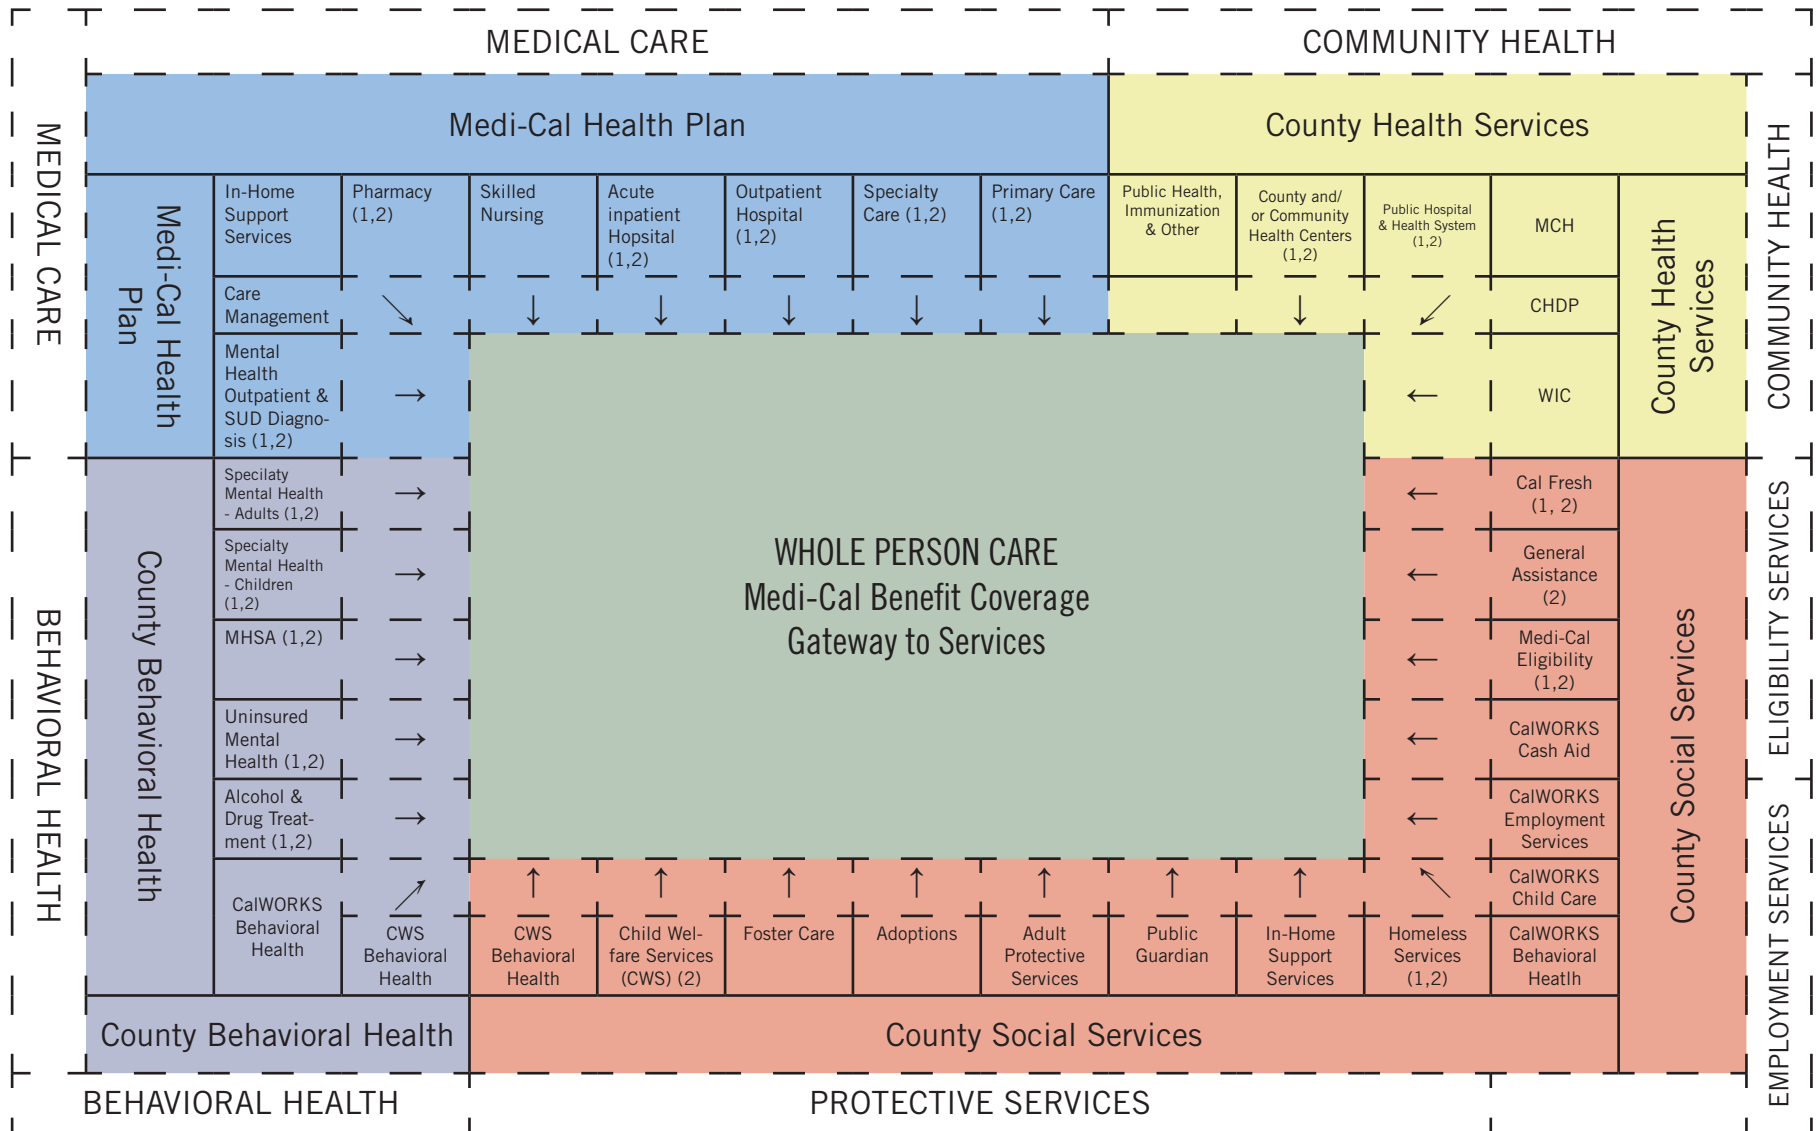 MEDICAL CARE
COMMUNITY HEALTH
MEDICAL CARE
BEHAVIORAL HEALTH
Medi-Cal Health Plan
County Health Services
Medi-Cal Health
Plan
In-Home
Support
Services
Pharmacy
(1,2)
Skilled
Nursing
Acute
inpatient
Hopsital
(1,2)
Outpatient
Hospital
(1,2)
Specialty
Care (1,2)
Primary Care
(1,2)
Public Health,
Immunization
& Other
County and/
or Community
Health Centers
(1,2)
Public Hospital
& Health System
(1,2)
MCH
County Health
Services
COMMUNITY HEALTH
Care
Management
↘
↓
↓
↓
↓
↓
↓
↙
CHDP
Mental
Health
Outpatient &
SUD Diagno-
sis (1,2)
→
←
WIC
County Behavioral Health
Specilaty
Mental Health
- Adults (1,2)
→
←
Cal Fresh
(1, 2)
Specialty
Mental Health
- Children
(1,2)
→
←
General
Assistance
(2)
MHSA (1,2)
→
←
Medi-Cal
Eligibility
(1,2)
Uninsured
Mental
Health (1,2)
→
←
CalWORKS
Cash Aid
Alcohol &
Drug Treat-
ment (1,2)
→
←
CalWORKS
Employment
Services
WHOLE PERSON CARE
Medi-Cal Benefit Coverage
Gateway to Services
County Social Services
ELIGIBILITY SERVICES
EMPLOYMENT SERVICES
CalWORKS
Behavioral
Health
↗
↑
↑
↑
↑
↑
↑
↑
↖
CalWORKS
Child Care
CWS
Behavioral
Health
CWS
Behavioral
Health
Child Wel-
fare Services
(CWS) (2)
Foster Care
Adoptions
Adult
Protective
Services
Public
Guardian
In-Home
Support
Services
Homeless
Services
(1,2)
CalWORKS
Behavioral
Heatlh
County Behavioral Health
County Social Services
BEHAVIORAL HEALTH
PROTECTIVE SERVICES